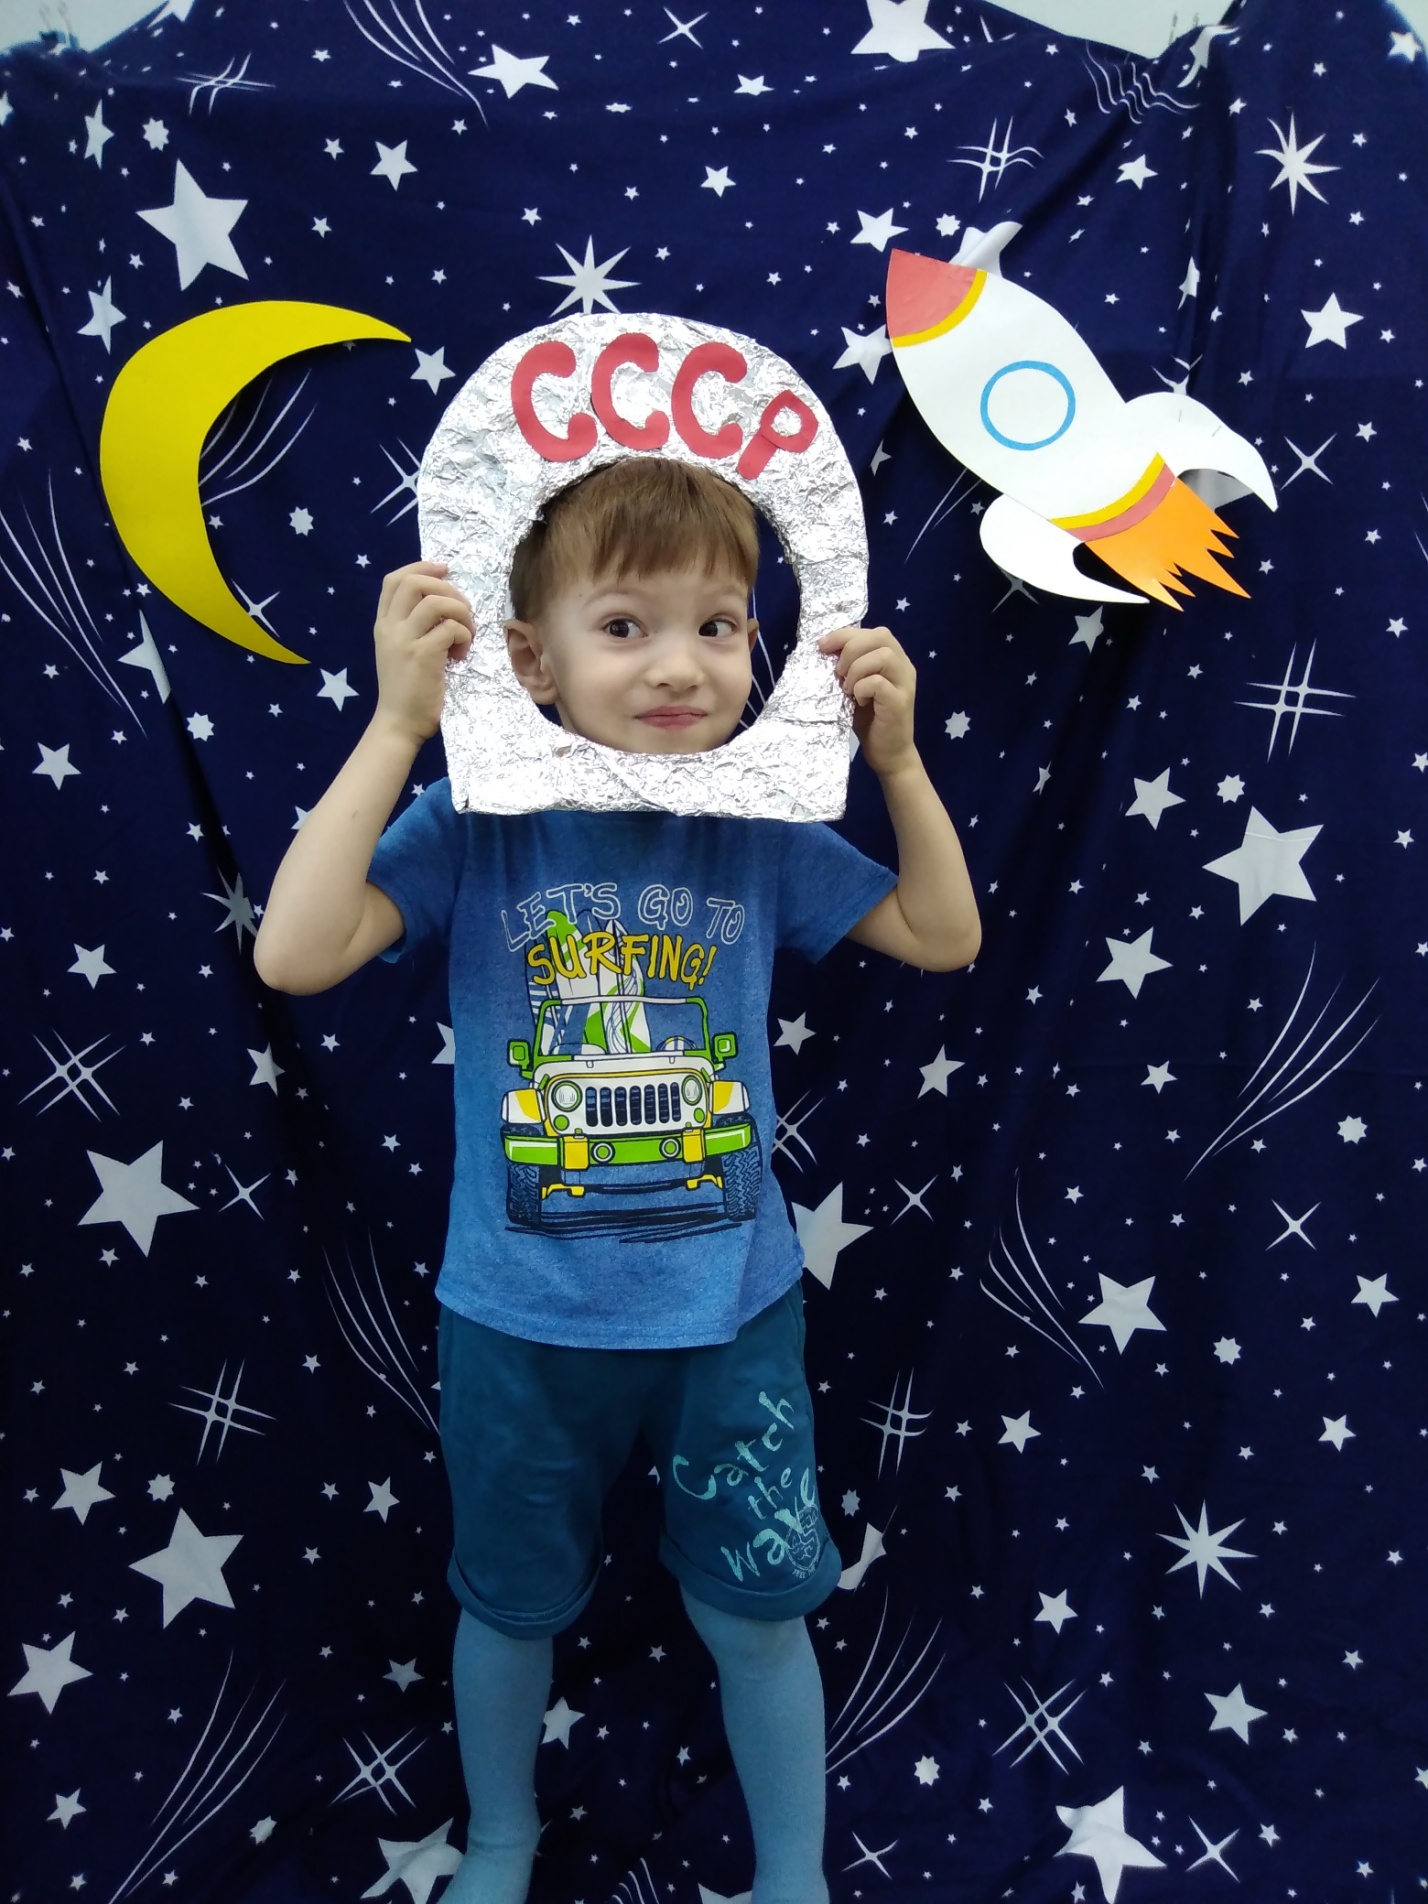 СССР
LET'S GO TO
SURFING!
Catch
the
wave